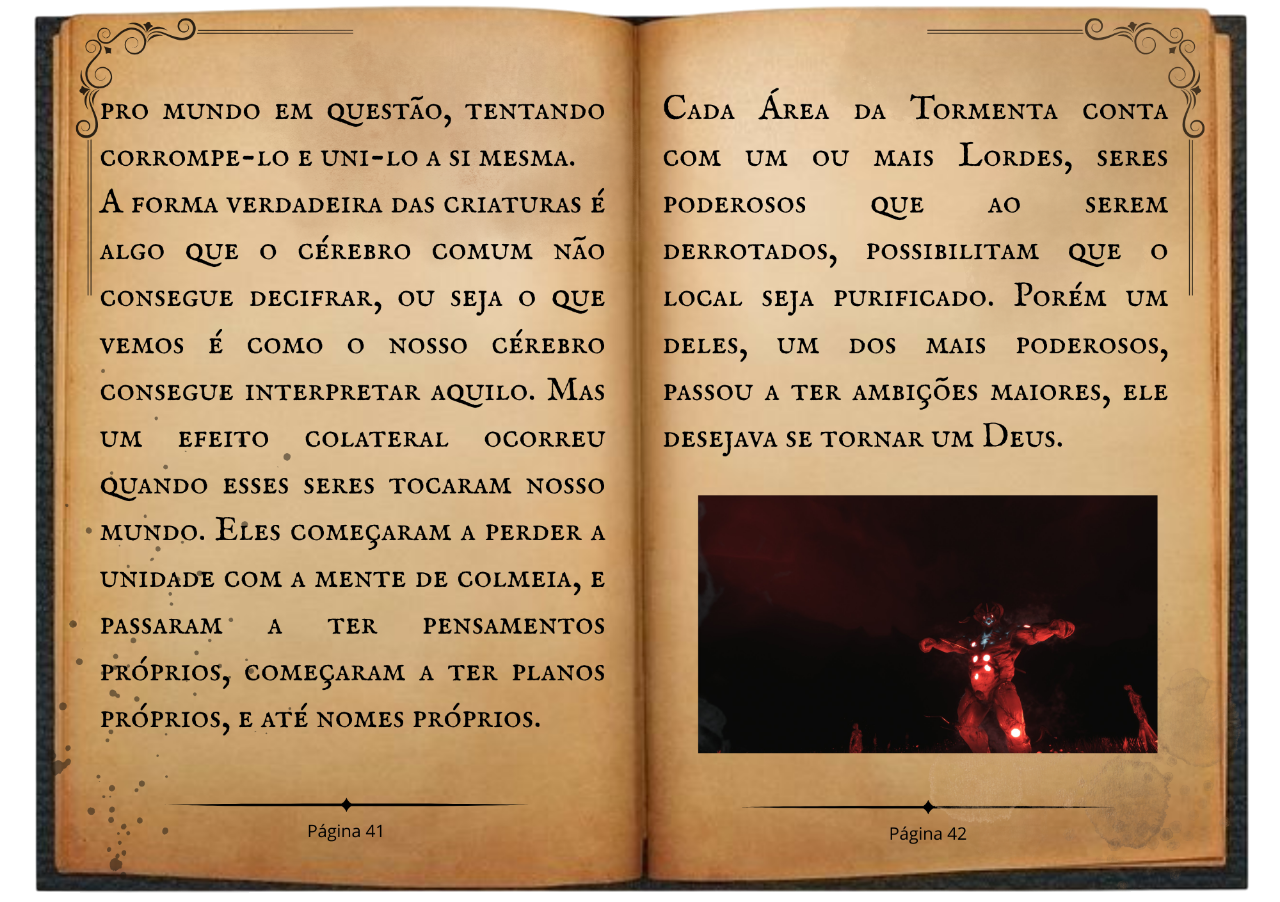 pro mundo em questão, tentando
corrompe-lo e uni-lo a si mesma.
A forma verdadeira das criaturas é
algo que o cérebro comum não
consegue decifrar, ou seja o que
vemos é como o nosso cérebro
consegue interpretar aquilo. Mas
um efeito colateral ocorreu
quando esses seres tocaram nosso
mundo. Eles começaram a perder a
unidade com a mente de colmeia, e
passaram a ter pensamentos
próprios, começaram a ter planos
próprios, e até nomes próprios.
Página 41
Cada Área da Tormenta conta
com um ou mais Lordes, seres
poderosos que ao serem
derrotados, possibilitam que o
local seja purificado. Porém um
deles, um dos mais poderosos,
passou a ter ambições maiores, ele
desejava se tornar um Deus.
Página 42